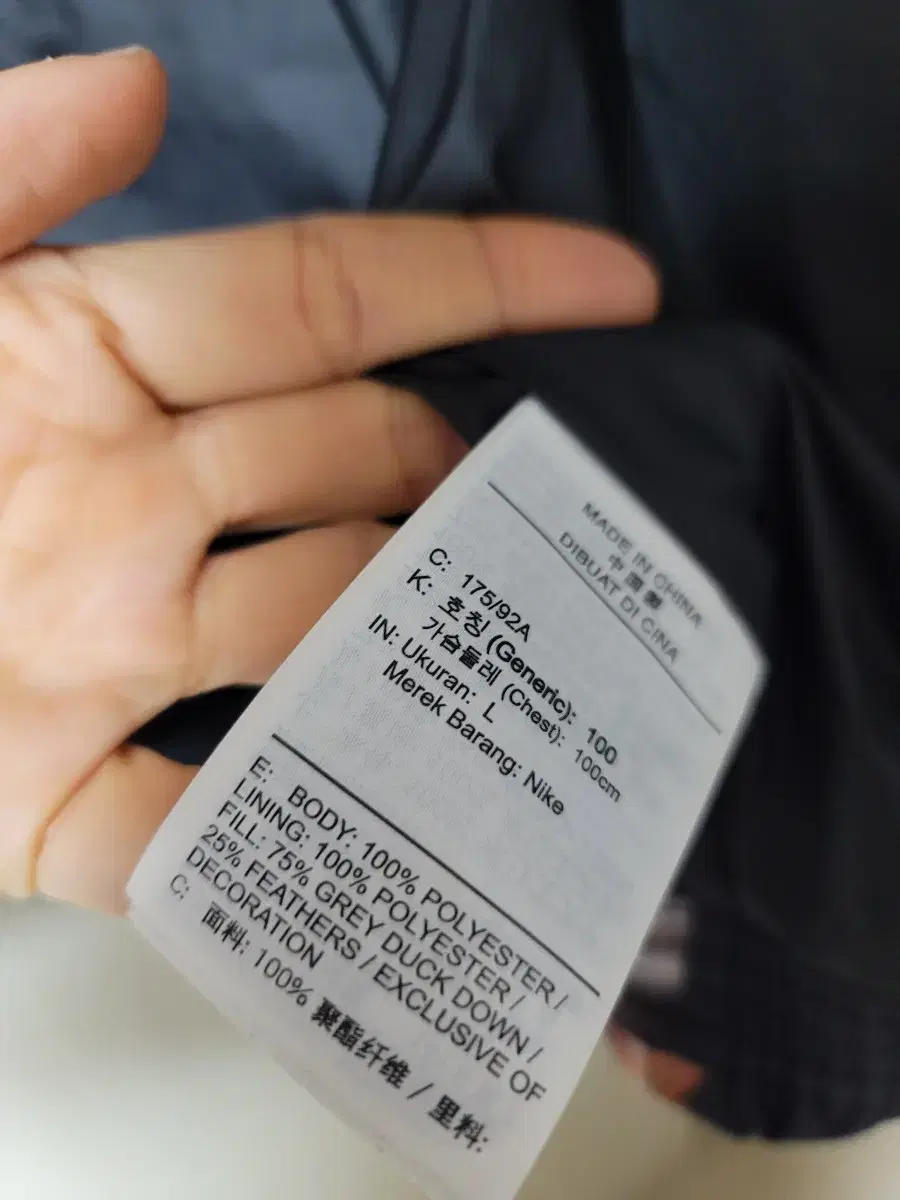 MADE IN CHINA
中國製
DIBUAT DI CINA
C: 175/92A
K: 호칭 (Generic): 100
가슴둘레 (Chest): 100cm
IN: Ukuran: L
Merek Barang: Nike
E: BODY: 100% POLYESTER /
LINING: 100% POLYESTER /
FILL: 75% GREY DUCK DOWN /
25% FEATHERS / EXCLUSIVE OF
DECORATION
C: 面料: 100% 聚酯纤维 / 里料: